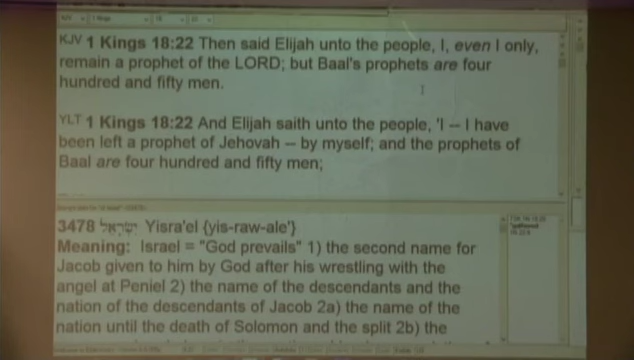 KJV 1 Kings 18:22 Then said Elijah unto the people, I, even I only,
remain a prophet of the LORD; but Baal's prophets are four
hundred and fifty men.
YLT 1 Kings 18:22 And Elijah saith unto the people, 'I — I have
been left a prophet of Jehovah — by myself; and the prophets of
Baal are four hundred and fifty men;
3478 יִשְׂרָאֵל Yisra'el {yis-raw-ale'}
Meaning: Israel = "God prevails" 1) the second name for
Jacob given to him by God after his wrestling with the
angel at Peniel 2) the name of the descendants and the
nation of the descendants of Jacob 2a) the name of the
nation until the death of Solomon and the split 2b) the